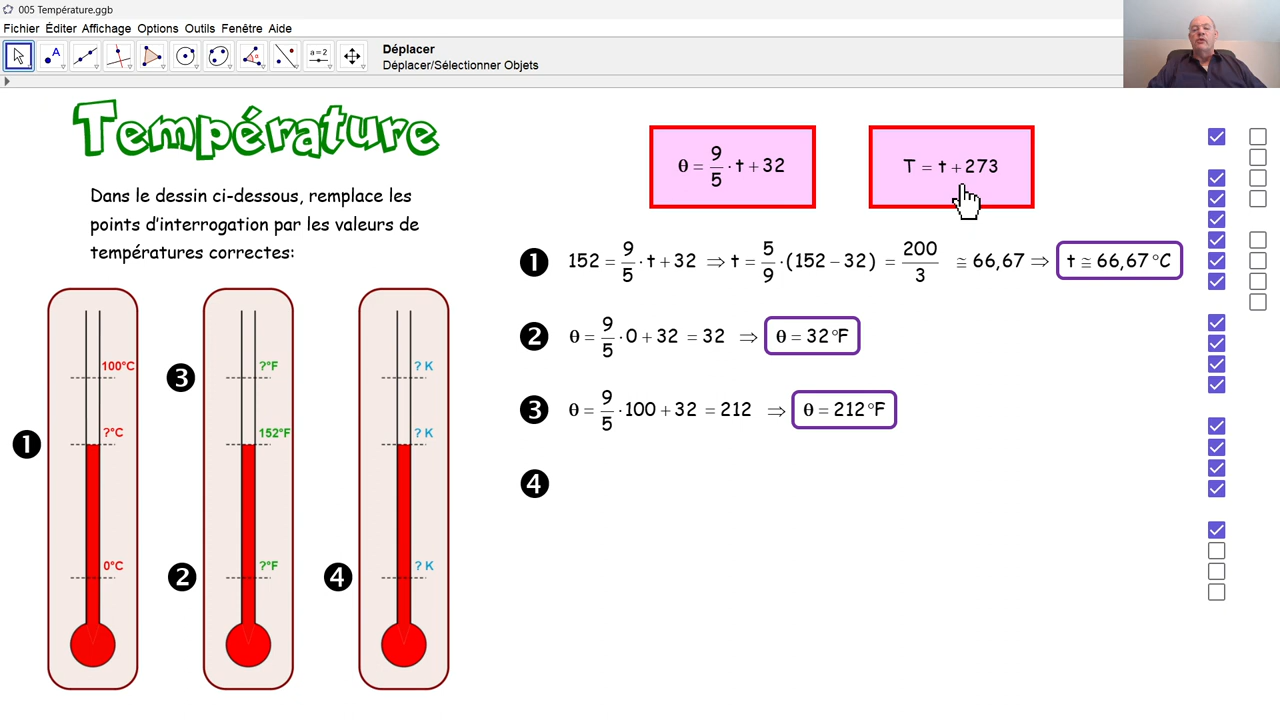 005 Température.ggb
Fichier Éditer Affichage Options Outils Fenêtre Aide
A
a=2
Déplacer
Déplacer/Sélectionner Objets
Température
Dans le dessin ci-dessous, remplace les
points d'interrogation par les valeurs de
températures correctes:
θ = 9/5 · t + 32
T = t + 273
❶ 152 = 9/5 · t + 32 ⇒ t = 5/9 · (152 − 32) = 200/3 ≅ 66,67 ⇒ t ≅ 66,67 °C
❷ θ = 9/5 · 0 + 32 = 32 ⇒ θ = 32 °F
❸ θ = 9/5 · 100 + 32 = 212 ⇒ θ = 212 °F
❹
100°C
❶ ?°C
0°C
❸ ?°F
152°F
❷ ?°F
? K
? K
❹ ? K